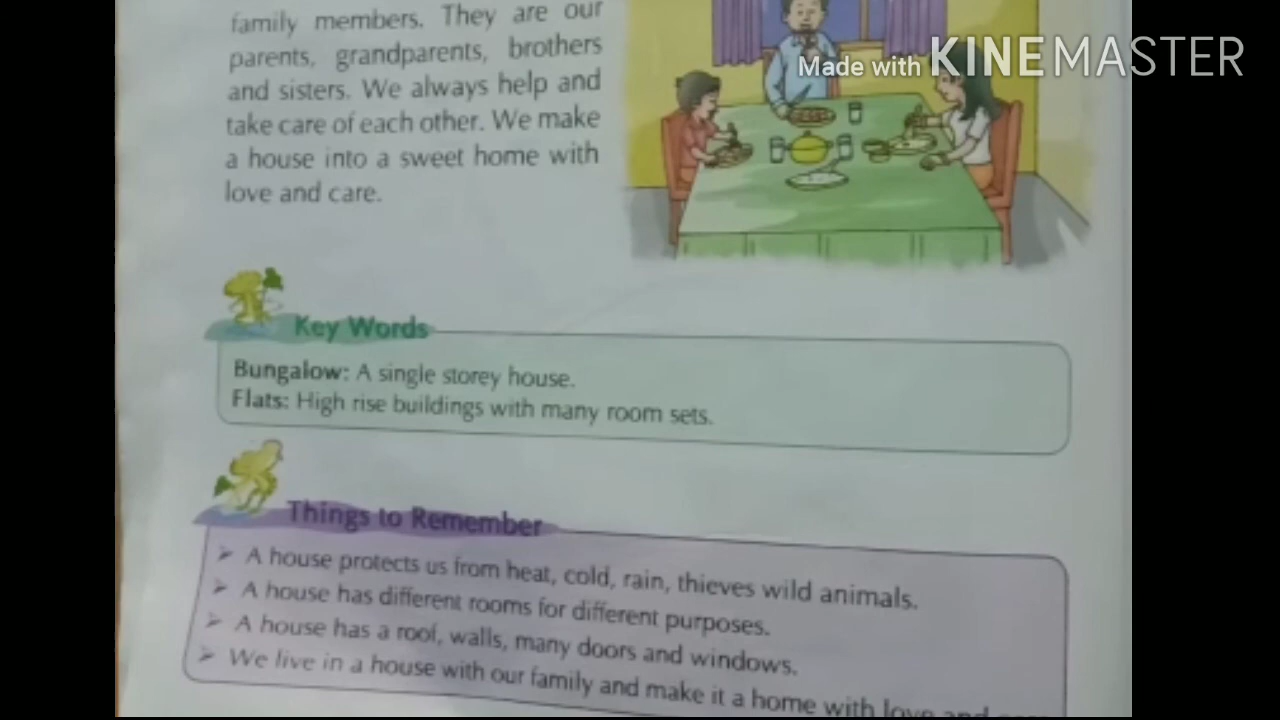 family members. They are our
parents, grandparents, brothers
and sisters. We always help and
take care of each other. We make
a house into a sweet home with
love and care.
Made with KINEMASTER
Key Words
Bungalow: A single storey house.
Flats: High rise buildings with many room sets.
Things to Remember
➢ A house protects us from heat, cold, rain, thieves wild animals.
➢ A house has different rooms for different purposes.
➢ A house has a roof, walls, many doors and windows.
➢ We live in a house with our family and make it a home with love and